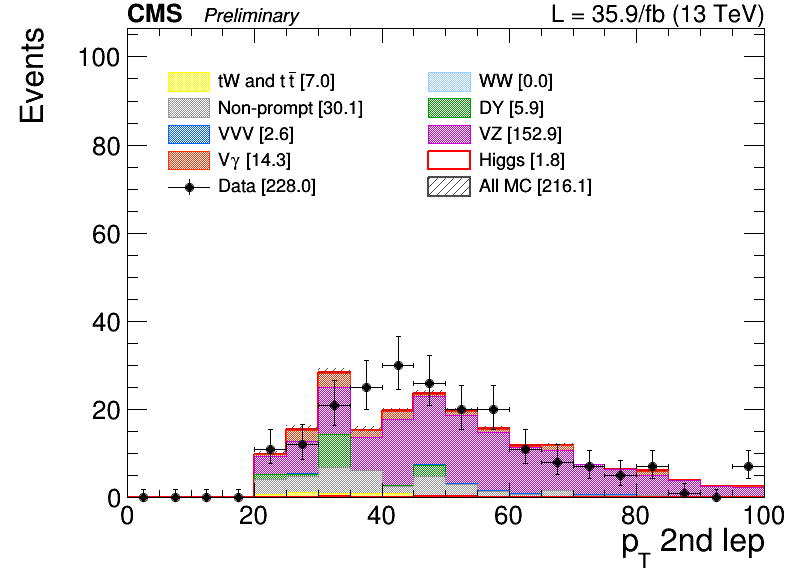 CMS Preliminary L = 35.9/fb (13 TeV)
Events
100
80
60
40
20
0
tW and t t̅ [7.0]
WW [0.0]
Non-prompt [30.1]
DY [5.9]
VVV [2.6]
VZ [152.9]
Vγ [14.3]
Higgs [1.8]
Data [228.0]
All MC [216.1]
0 20 40 60 80 100
pT 2nd lep